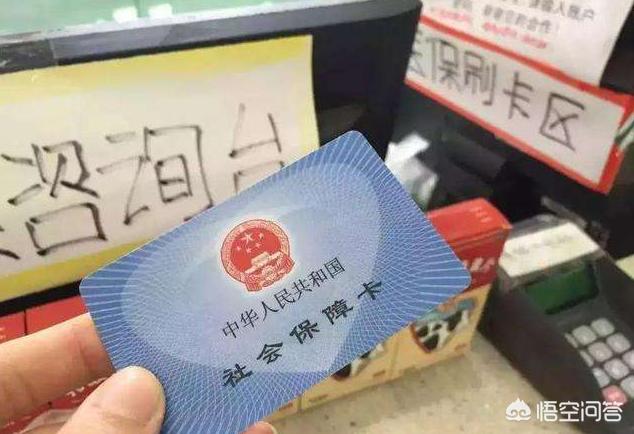 咨询台
医保刷卡区
中华人民共和国
社会保障卡
悟空问答